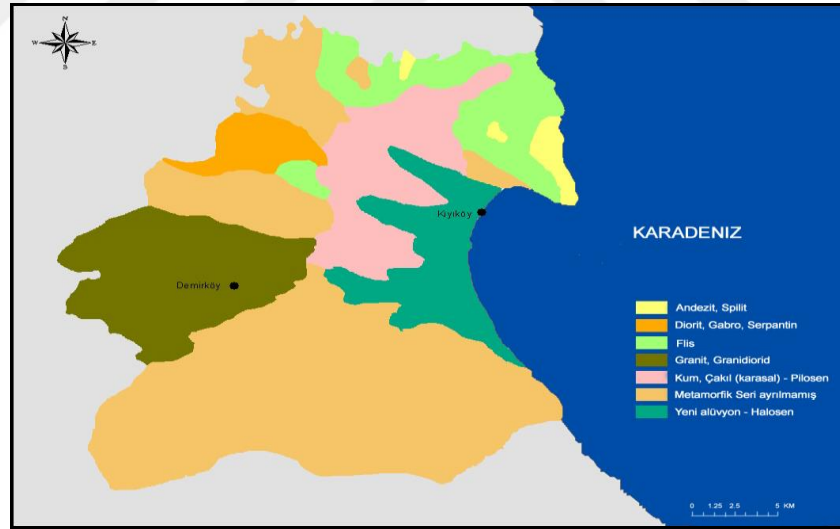 N
W E
S
Kıyıköy
KARADENIZ
Demirköy
Andezit, Spilit
Diorit, Gabro, Serpantin
Flis
Granit, Granidiorid
Kum, Çakıl (karasal) - Pilosen
Metamorfik Seri ayrılmamış
Yeni alüvyon - Halosen
0 1.25 2.5 5 KM